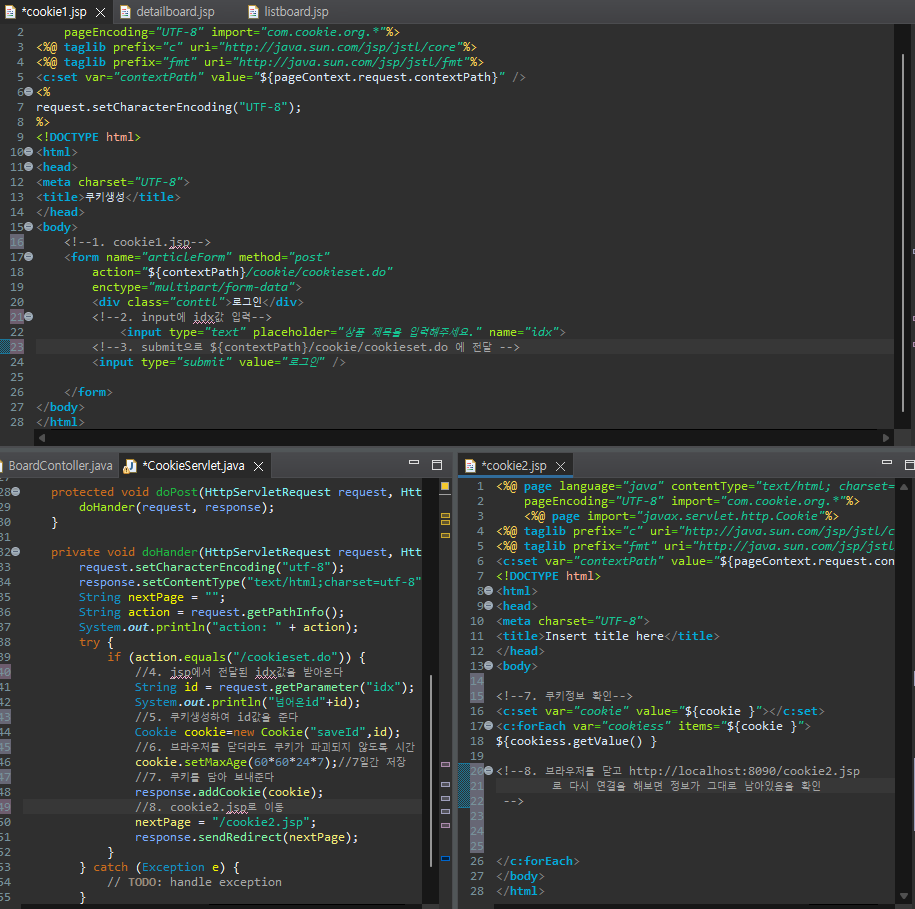 *cookie1.jsp detailboard.jsp listboard.jsp
2 pageEncoding="UTF-8" import="com.cookie.org.*"%>
3 <%@ taglib prefix="c" uri="http://java.sun.com/jsp/jstl/core"%>
4 <%@ taglib prefix="fmt" uri="http://java.sun.com/jsp/jstl/fmt"%>
5 <c:set var="contextPath" value="${pageContext.request.contextPath}" />
6 <%
7 request.setCharacterEncoding("UTF-8");
8 %>
9 <!DOCTYPE html>
10 <html>
11 <head>
12 <meta charset="UTF-8">
13 <title>쿠키생성</title>
14 </head>
15 <body>
16 <!--1. cookie1.jsp-->
17 <form name="articleForm" method="post"
18 action="${contextPath}/cookie/cookieset.do"
19 enctype="multipart/form-data">
20 <div class="conttl">로그인</div>
21 <!--2. input에 idx값 입력-->
22 <input type="text" placeholder="상품 제목을 입력해주세요." name="idx">
23 <!--3. submit으로 ${contextPath}/cookie/cookieset.do 에 전달 -->
24 <input type="submit" value="로그인" />
25
26 </form>
27 </body>
28 </html>
BoardContoller.java *CookieServlet.java
28 protected void doPost(HttpServletRequest request, Htt
29 doHander(request, response);
30 }
31
32 private void doHander(HttpServletRequest request, Htt
33 request.setCharacterEncoding("utf-8");
34 response.setContentType("text/html;charset=utf-8"
35 String nextPage = "";
36 String action = request.getPathInfo();
37 System.out.println("action: " + action);
38 try {
39 if (action.equals("/cookieset.do")) {
40 //4. jsp에서 전달된 idx값을 받아온다
41 String id = request.getParameter("idx");
42 System.out.println("넘어온id"+id);
43 //5. 쿠키생성하여 id값을 준다
44 Cookie cookie=new Cookie("saveId",id);
45 //6. 브라우저를 닫더라도 쿠키가 파괴되지 않도록 시간
46 cookie.setMaxAge(60*60*24*7);//7일간 저장
47 //7. 쿠키를 담아 보내준다
48 response.addCookie(cookie);
49 //8. cookie2.jsp로 이동
50 nextPage = "/cookie2.jsp";
51 response.sendRedirect(nextPage);
52 }
53 } catch (Exception e) {
54 // TODO: handle exception
55 }
*cookie2.jsp
1 <%@ page language="java" contentType="text/html; charset=
2 pageEncoding="UTF-8" import="com.cookie.org.*"%>
3 <%@ page import="javax.servlet.http.Cookie"%>
4 <%@ taglib prefix="c" uri="http://java.sun.com/jsp/jstl/c
5 <%@ taglib prefix="fmt" uri="http://java.sun.com/jsp/jstl
6 <c:set var="contextPath" value="${pageContext.request.con
7 <!DOCTYPE html>
8 <html>
9 <head>
10 <meta charset="UTF-8">
11 <title>Insert title here</title>
12 </head>
13 <body>
14
15 <!--7. 쿠키정보 확인-->
16 <c:set var="cookie" value="${cookie }"></c:set>
17 <c:forEach var="cookiess" items="${cookie }">
18 ${cookiess.getValue() }
19
20 <!--8. 브라우저를 닫고 http://localhost:8090/cookie2.jsp
21 로 다시 연결을 해보면 정보가 그대로 남아있음을 확인
22 -->
23
24
25
26 </c:forEach>
27 </body>
28 </html>